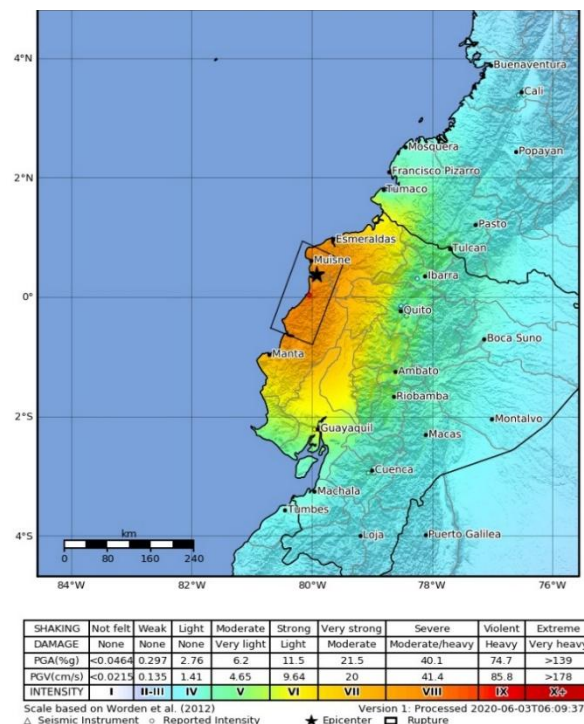 4°N
Buenaventura
Cali
Mosquera
Popayan
Francisco Pizarro
2°N
Tumaco
Pasto
Esmeraldas
Tulcan
Muisne
Ibarra
0°
Quito
Boca Suno
Manta
Ambato
Riobamba
2°S
Montalvo
Guayaquil
Macas
Cuenca
Machala
Tumbes
Loja
Puerto Galilea
4°S
km
0 80 160 240
84°W 82°W 80°W 78°W 76°W
SHAKING Not felt Weak Light Moderate Strong Very strong Severe Violent Extreme
DAMAGE None None None Very light Light Moderate Moderate/heavy Heavy Very heavy
PGA(%g) <0.0464 0.297 2.76 6.2 11.5 21.5 40.1 74.7 >139
PGV(cm/s) <0.0215 0.135 1.41 4.65 9.64 20 41.4 85.8 >178
INTENSITY I II-III IV V VI VII VIII IX X+
Scale based on Worden et al. (2012) Version 1: Processed 2020-06-03T06:09:37
△ Seismic Instrument ○ Reported Intensity ★ Epicenter □ Rupture